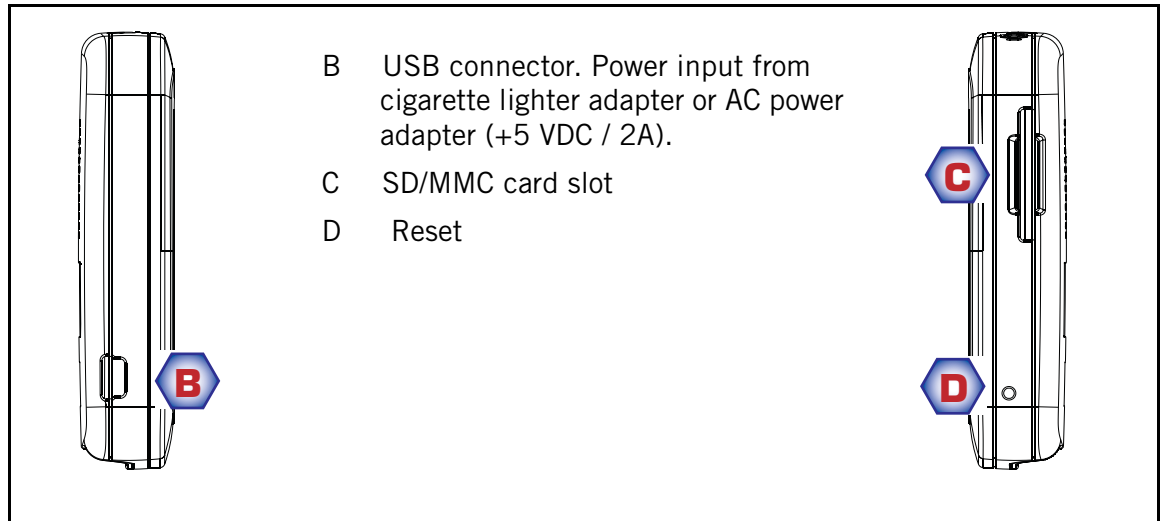 B USB connector. Power input from
cigarette lighter adapter or AC power
adapter (+5 VDC / 2A).
C SD/MMC card slot
D Reset
B
C
D